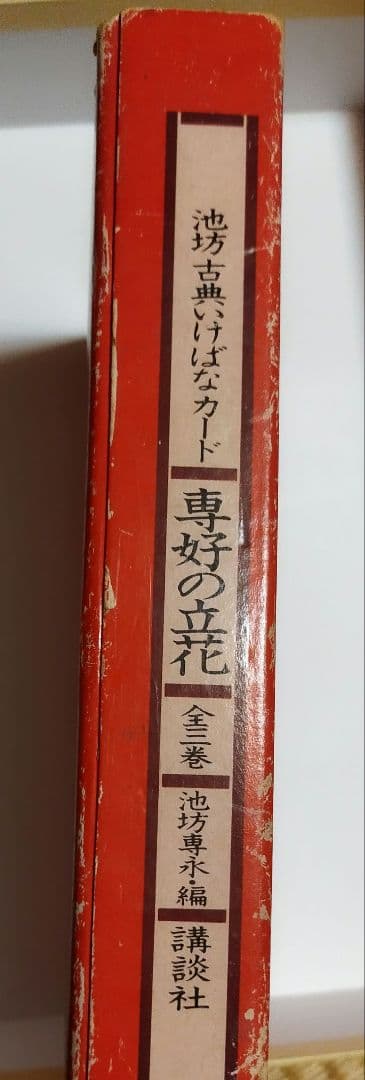 池坊古典いけばなカード
専好の立花
全三巻
池坊専永・編
講談社